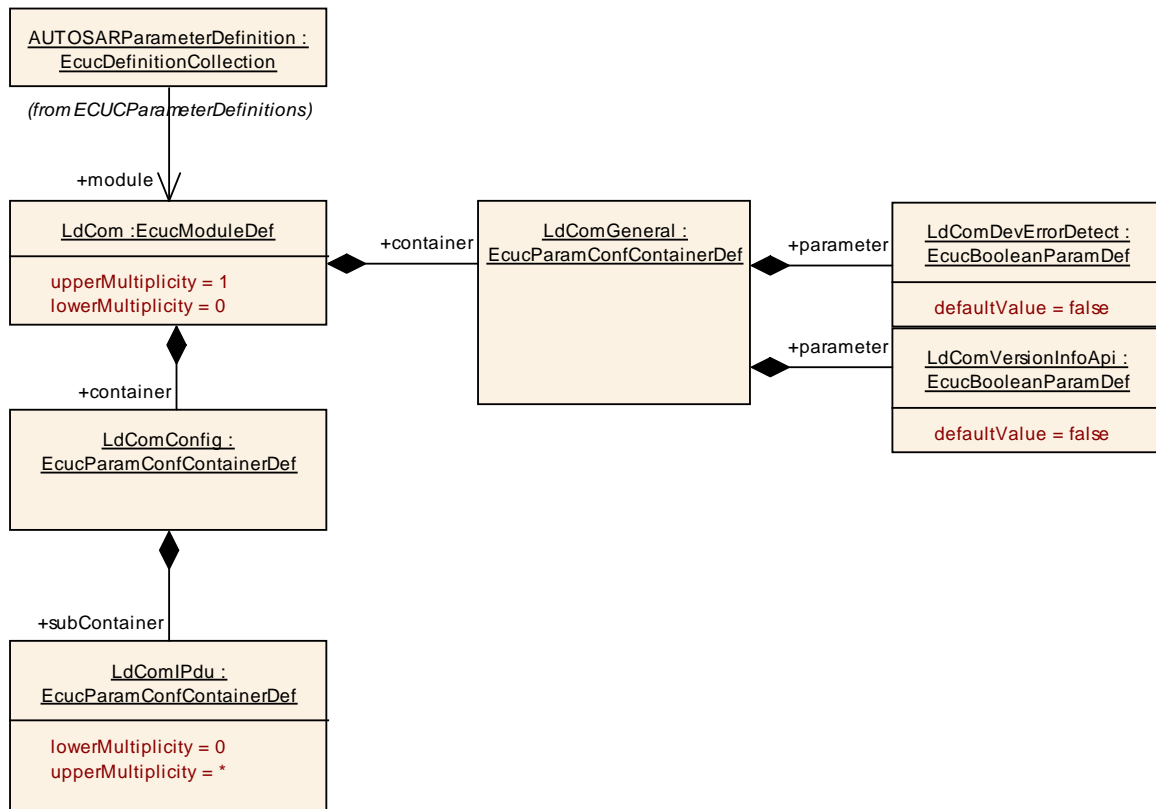 AUTOSARParameterDefinition :
EcucDefinitionCollection
(from ECUCParameterDefinitions)
+module
LdCom :EcucModuleDef
upperMultiplicity = 1
lowerMultiplicity = 0
+container
LdComGeneral :
EcucParamConfContainerDef
+parameter
LdComDevErrorDetect :
EcucBooleanParamDef
defaultValue = false
+parameter
LdComVersionInfoApi :
EcucBooleanParamDef
defaultValue = false
+container
LdComConfig :
EcucParamConfContainerDef
+subContainer
LdComIPdu :
EcucParamConfContainerDef
lowerMultiplicity = 0
upperMultiplicity = *